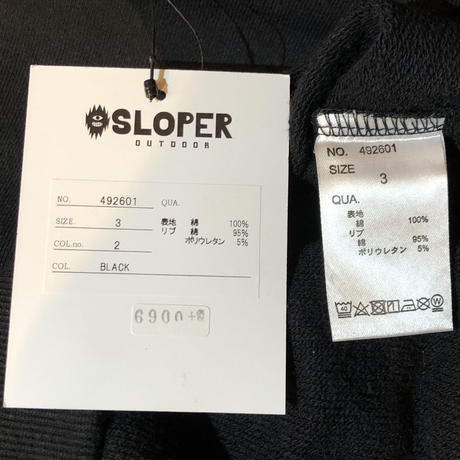 SLOPER
OUTDOOR
NO. 492601 QUA.
SIZE. 3 表地 綿 100%
COL.no. 2 リブ 綿 95%
ポリウレタン 5%
COL. BLACK
6900+税
NO. 492601
SIZE
3
QUA.
表地
綿 100%
リブ
綿 95%
ポリウレタン 5%
40